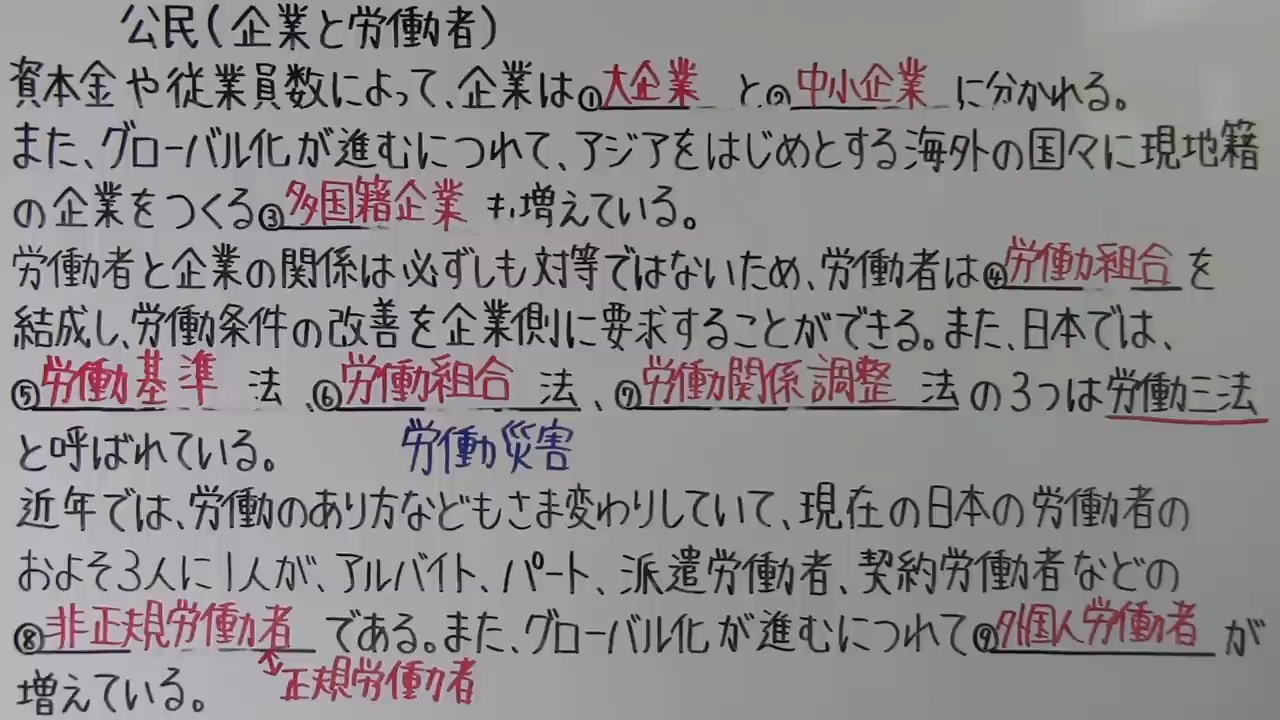 公民(企業と労働者)
資本金や従業員数によって、企業は①大企業 と②中小企業 に分かれる。
また、グローバル化が進むにつれて、アジアをはじめとする海外の国々に現地籍
の企業をつくる③多国籍企業 も増えている。
労働者と企業の関係は必ずしも対等ではないため、労働者は④労働組合 を
結成し、労働条件の改善を企業側に要求することができる。また、日本では、
⑤労働基準 法 、⑥労働組合 法 、⑦労働関係調整 法 の3つは労働三法
と呼ばれている。 労働災害
近年では、労働のあり方などもさま変わりしていて、現在の日本の労働者の
およそ3人に1人が、アルバイト、パート、派遣労働者、契約労働者などの
⑧非正規労働者 である。また、グローバル化が進むにつれて⑨外国人労働者 が
↕正規労働者
増えている。